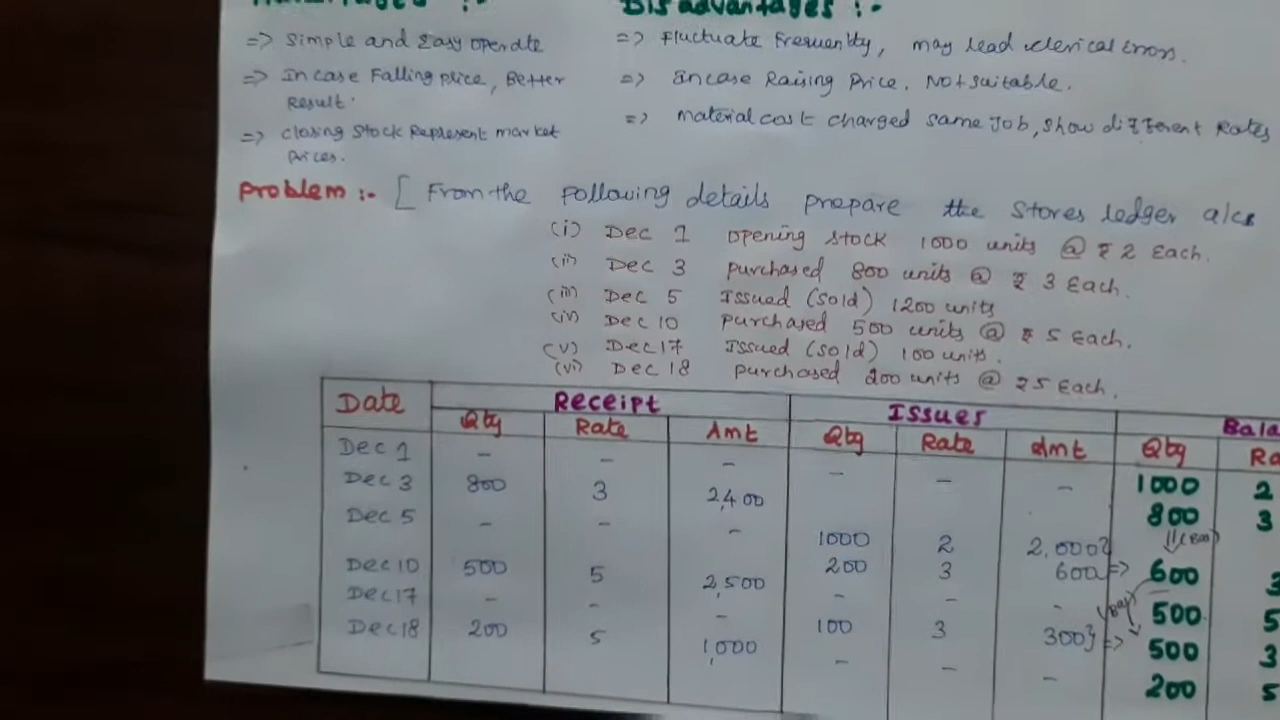 Disadvantages :-
=> Simple and Easy operate
=> Fluctuate Frequently, may lead clerical Errors.
=> Incase Falling price, Better
Result.
=> Incase Raising Price. Not suitable.
=> Closing Stock Represent market
Prices.
=> material cost charged same Job, show different Rates
Problem :- [ From the following details prepare the Stores ledger a/c
(i) Dec 1 opening stock 1000 units @ ₹ 2 Each.
(ii) Dec 3 purchased 800 units @ ₹ 3 Each.
(iii) Dec 5 Issued (sold) 1200 units
(iv) Dec 10 purchased 500 units @ ₹ 5 Each.
(v) Dec 17 Issued (sold) 100 units.
(vi) Dec 18 purchased 200 units @ ₹5 Each.
Date Receipt Issues Bala
Qty Rate Amt Qty Rate Amt Qty Ra
Dec 1 - - - - - - 1000 2
Dec 3 800 3 2,400 800 3
Dec 5 - - - 1000 2 2,000} 
200 3 600 => 600 3
Dec 10 500 5 2,500 - - - 500 5
Dec 17 - - - 100 3 300} => 500 3
Dec 18 200 5 1,000 - - - 200 5